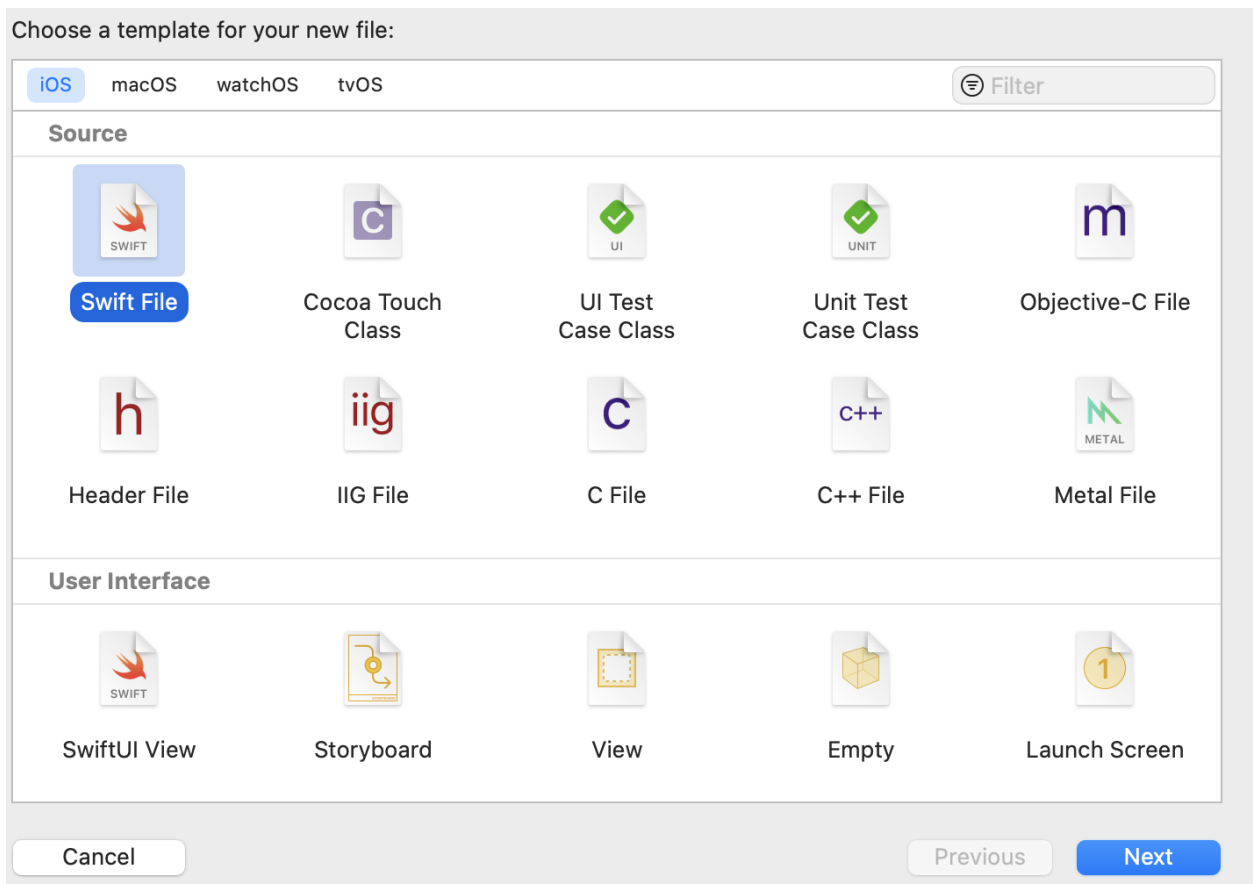 Choose a template for your new file:
iOS macOS watchOS tvOS Filter
Source
SWIFT C UI UNIT m
Swift File Cocoa Touch Class UI Test Case Class Unit Test Case Class Objective-C File
h iig C C++ METAL
Header File IIG File C File C++ File Metal File
User Interface
SWIFT 1
SwiftUI View Storyboard View Empty Launch Screen
Cancel Previous Next